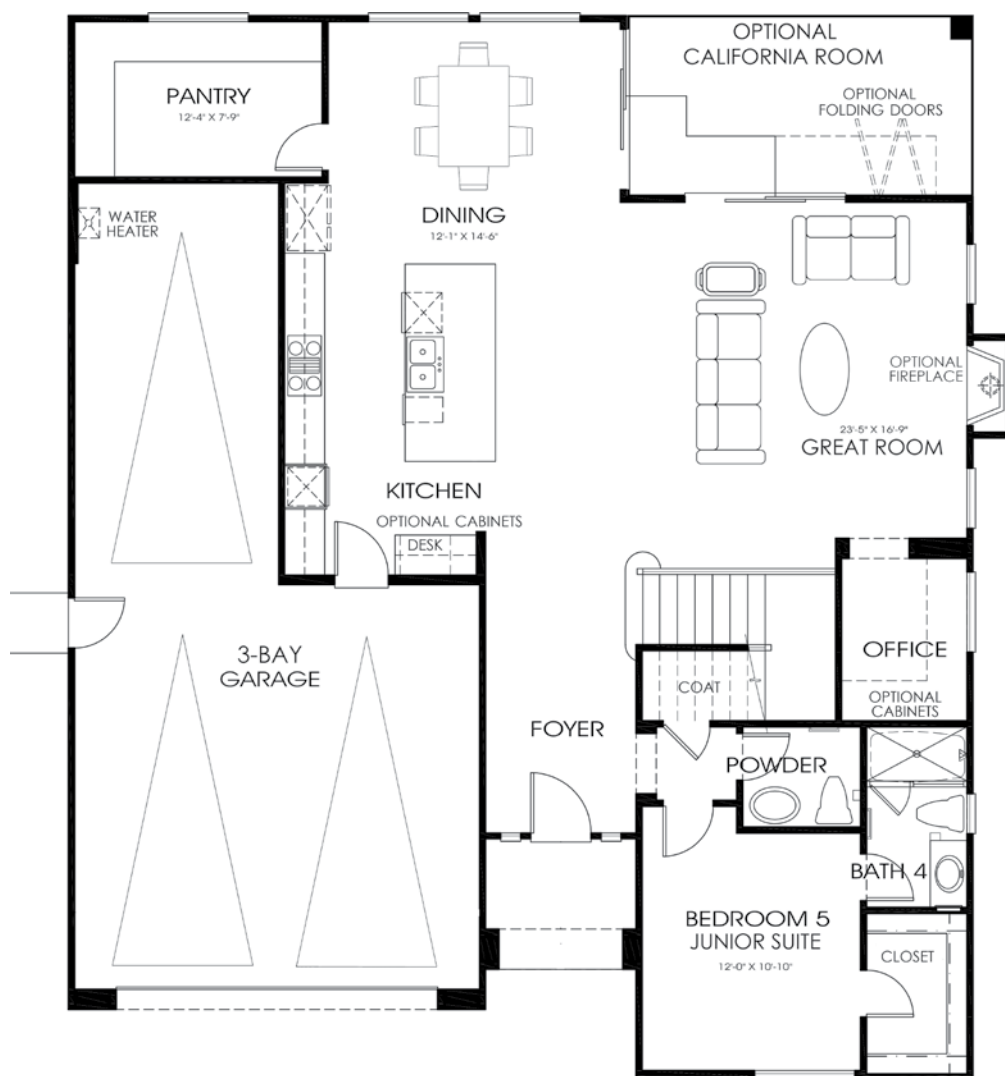 OPTIONAL
CALIFORNIA ROOM
OPTIONAL
FOLDING DOORS
PANTRY
12'-4" X 7'-9"
WATER
HEATER
DINING
12'-1" X 14'-6"
OPTIONAL
FIREPLACE
23'-5" X 16'-9"
GREAT ROOM
KITCHEN
OPTIONAL CABINETS
DESK
3-BAY
GARAGE
OFFICE
OPTIONAL
CABINETS
COAT
FOYER
POWDER
BATH 4
BEDROOM 5
JUNIOR SUITE
12'-0" X 10'-10"
CLOSET